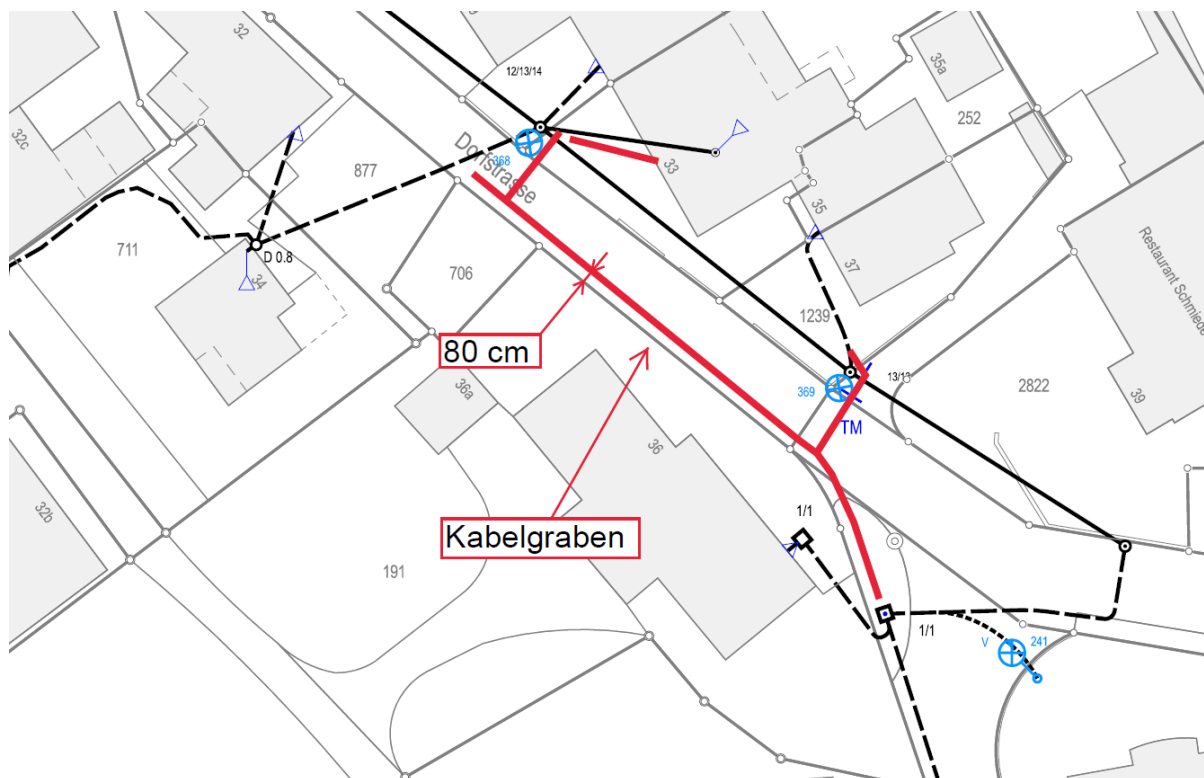 32
12/13/14
35a
32c
252
Dorfstrasse
368
33
877
35
711
D 0.8
34
706
37
Restaurant Schmied
1239
80 cm
13/13
369
2822
36a
39
TM
36
32b
1/1
Kabelgraben
191
1/1
V
241